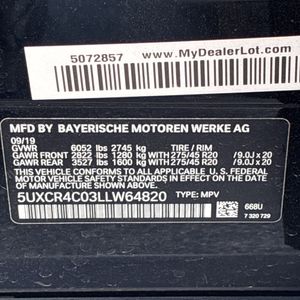 5072857 www.MyDealerLot.com
MFD BY BAYERISCHE MOTOREN WERKE AG
09/19
GVWR 6052 lbs 2745 kg TIRE / RIM
GAWR FRONT 2822 lbs 1280 kg WITH 275/45 R20 /9.0J x 20
GAWR REAR 3527 lbs 1600 kg WITH 275/45 R20 /9.0J x 20
THIS VEHICLE CONFORMS TO ALL APPLICABLE U. S. FEDERAL
MOTOR VEHICLE SAFETY STANDARDS IN EFFECT
ON THE DATE OF MANUFACTURE SHOWN ABOVE.
5UXCR4C03LLW64820 TYPE: MPV
668U
7 320 729